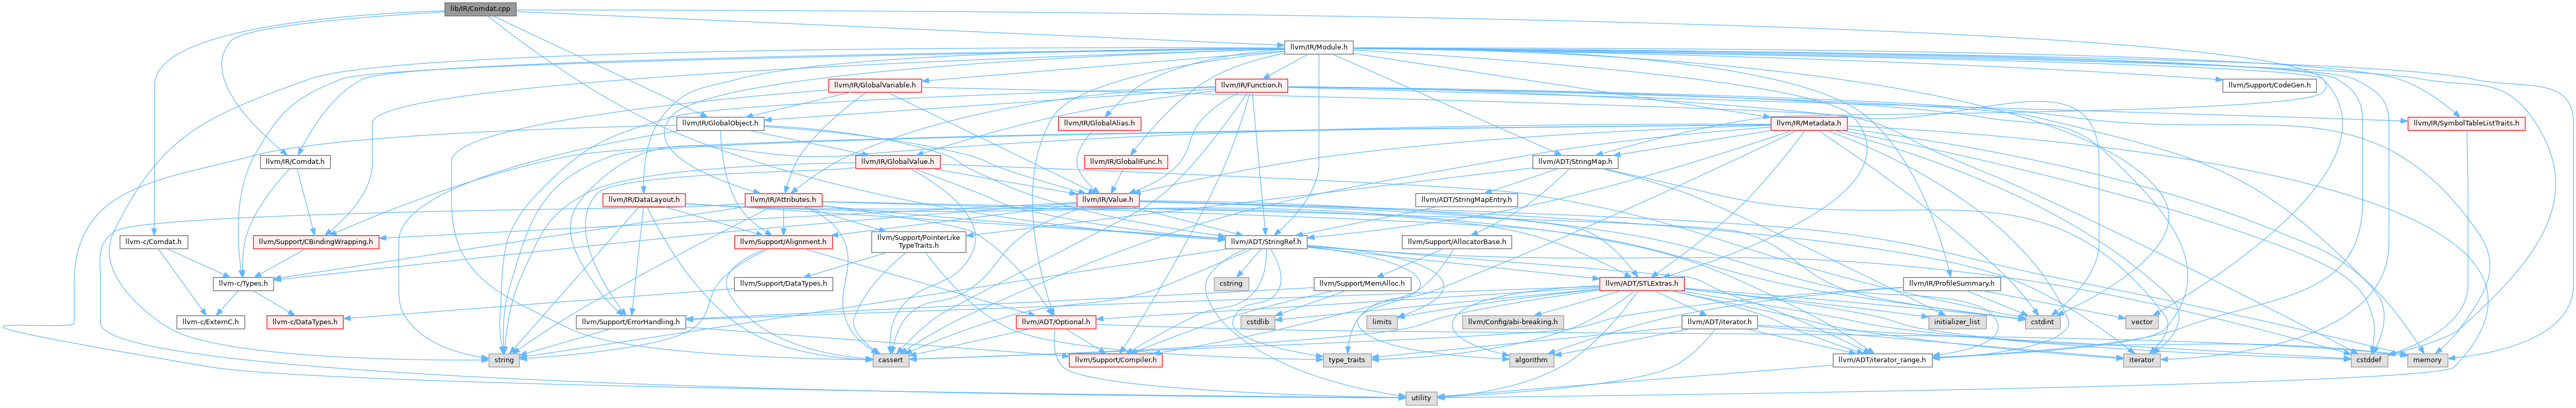 lib/IR/Comdat.cpp
llvm/IR/Module.h
llvm/IR/GlobalVariable.h
llvm/IR/Function.h
llvm/Support/CodeGen.h
llvm/IR/GlobalObject.h
llvm/IR/GlobalAlias.h
llvm/IR/Metadata.h
llvm/IR/SymbolTableListTraits.h
llvm/IR/Comdat.h
llvm/IR/GlobalValue.h
llvm/IR/GlobalIFunc.h
llvm/ADT/StringMap.h
llvm/IR/DataLayout.h
llvm/IR/Attributes.h
llvm/IR/Value.h
llvm/ADT/StringMapEntry.h
llvm-c/Comdat.h
llvm/Support/CBindingWrapping.h
llvm/Support/Alignment.h
llvm/Support/PointerLike
TypeTraits.h
llvm/ADT/StringRef.h
llvm/Support/AllocatorBase.h
llvm-c/Types.h
llvm/Support/DataTypes.h
cstring
llvm/Support/MemAlloc.h
llvm/ADT/STLExtras.h
llvm/IR/ProfileSummary.h
llvm-c/ExternC.h
llvm-c/DataTypes.h
llvm/Support/ErrorHandling.h
llvm/ADT/Optional.h
cstdlib
limits
llvm/Config/abi-breaking.h
llvm/ADT/iterator.h
initializer_list
cstdint
vector
string
cassert
llvm/Support/Compiler.h
type_traits
algorithm
llvm/ADT/iterator_range.h
iterator
cstddef
memory
utility